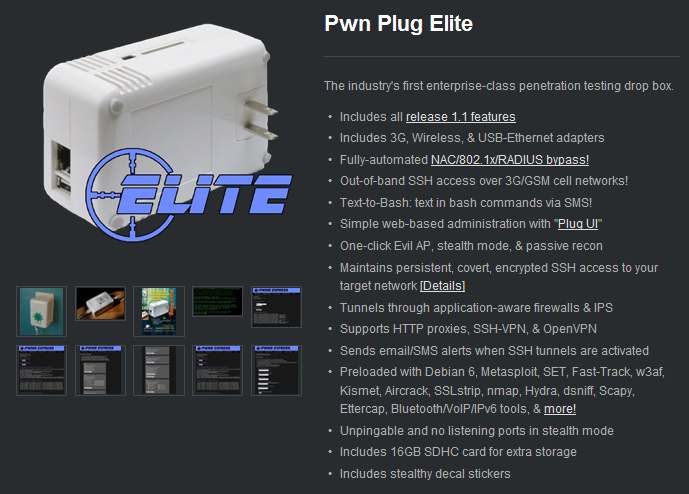 Pwn Plug Elite
ELITE
The industry's first enterprise-class penetration testing drop box.
• Includes all release 1.1 features
• Includes 3G, Wireless, & USB-Ethernet adapters
• Fully-automated NAC/802.1x/RADIUS bypass!
• Out-of-band SSH access over 3G/GSM cell networks!
• Text-to-Bash: text in bash commands via SMS!
• Simple web-based administration with "Plug UI"
• One-click Evil AP, stealth mode, & passive recon
• Maintains persistent, covert, encrypted SSH access to your
target network [Details]
• Tunnels through application-aware firewalls & IPS
• Supports HTTP proxies, SSH-VPN, & OpenVPN
• Sends email/SMS alerts when SSH tunnels are activated
• Preloaded with Debian 6, Metasploit, SET, Fast-Track, w3af,
Kismet, Aircrack, SSLstrip, nmap, Hydra, dsniff, Scapy,
Ettercap, Bluetooth/VoIP/IPv6 tools, & more!
• Unpingable and no listening ports in stealth mode
• Includes 16GB SDHC card for extra storage
• Includes stealthy decal stickers